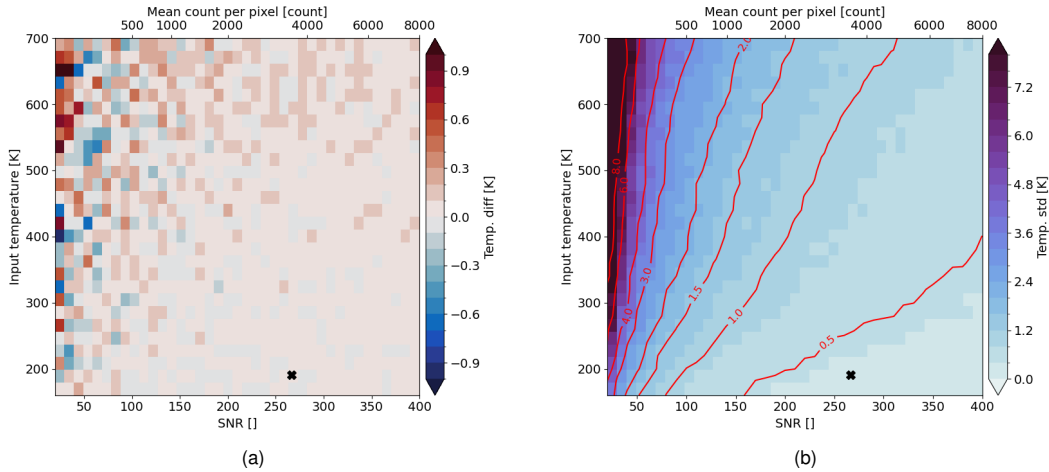 Mean count per pixel [count]
500 1000 2000 4000 6000 8000
700
600
500
400
300
200
Input temperature [K]
50 100 150 200 250 300 350 400
SNR []
0.9
0.6
0.3
0.0
−0.3
−0.6
−0.9
Temp. diff [K]
(a)
Mean count per pixel [count]
500 1000 2000 4000 6000 8000
700
600
500
400
300
200
Input temperature [K]
8.0
6.0
4.0
3.0
2.0
1.5
1.0
0.5
50 100 150 200 250 300 350 400
SNR []
7.2
6.0
4.8
3.6
2.4
1.2
0.0
Temp. std [K]
(b)